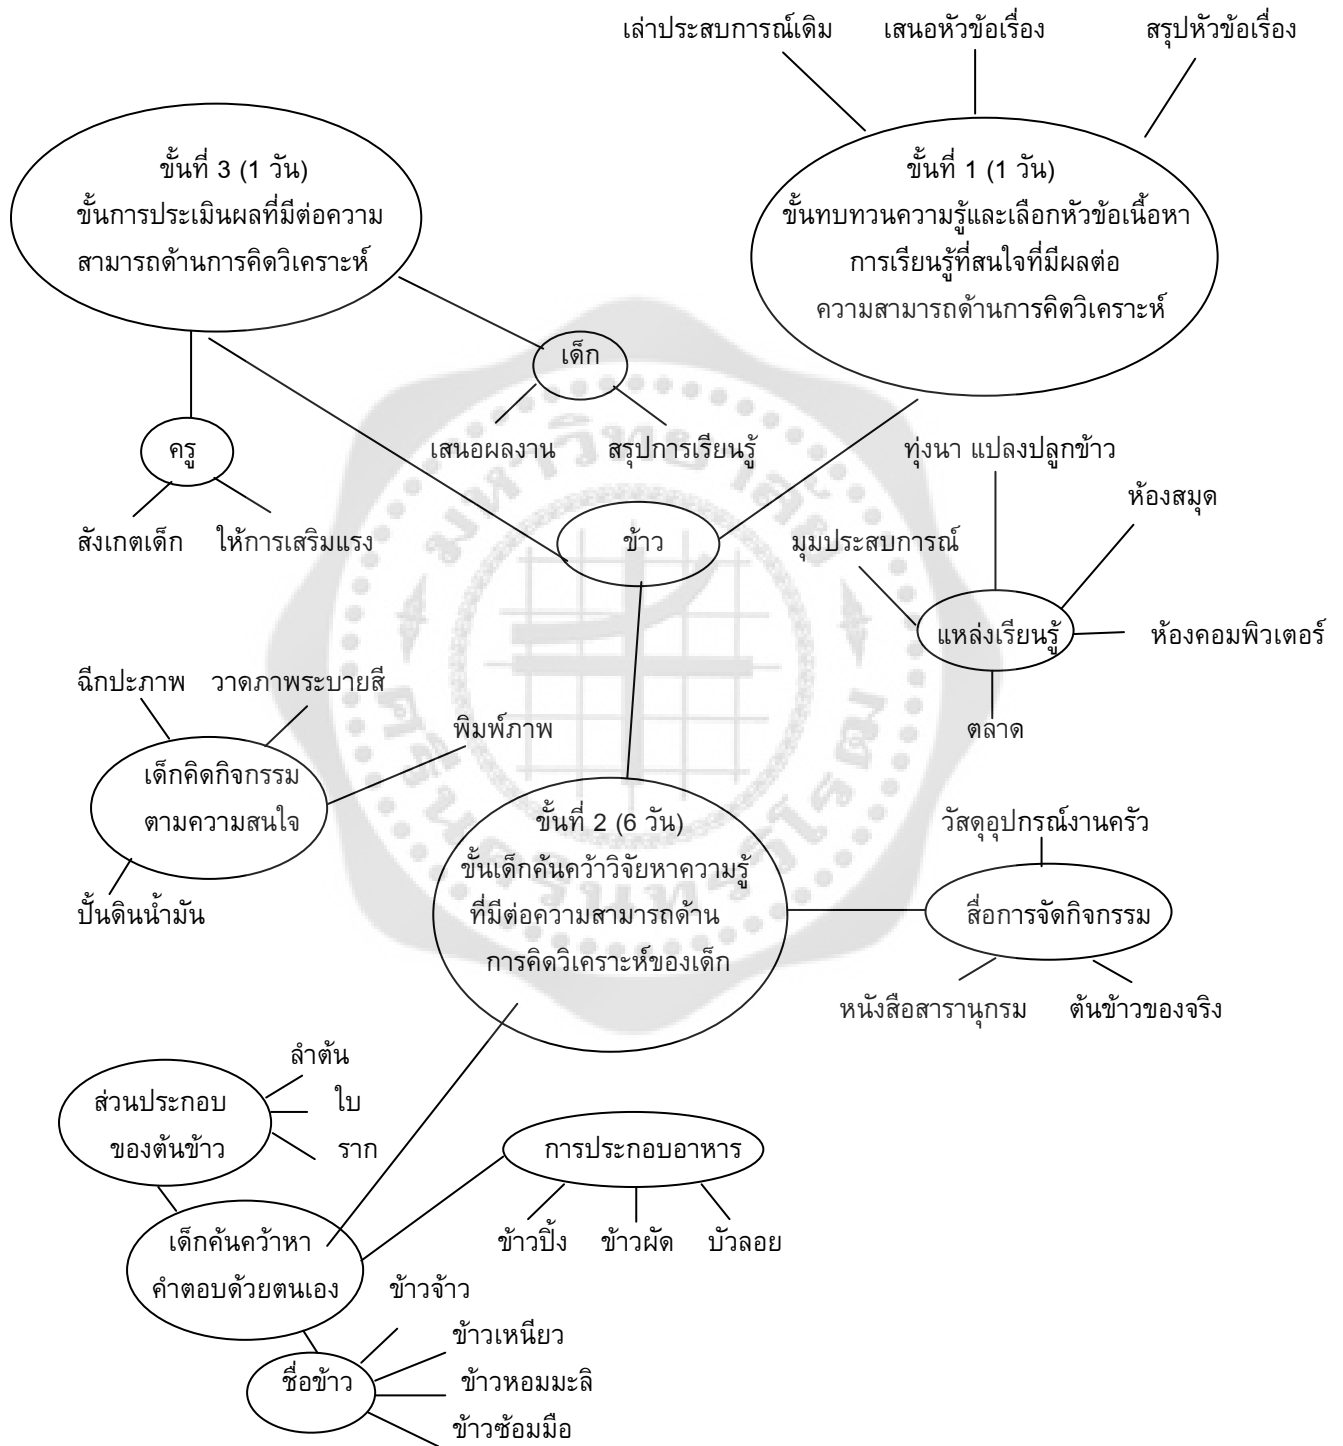 เล่าประสบการณ์เดิม เสนอหัวข้อเรื่อง สรุปหัวข้อเรื่อง
ขั้นที่ 3 (1 วัน)
ขั้นการประเมินผลที่มีต่อความ
สามารถด้านการคิดวิเคราะห์
ขั้นที่ 1 (1 วัน)
ขั้นทบทวนความรู้และเลือกหัวข้อเนื้อหา
การเรียนรู้ที่สนใจที่มีผลต่อ
ความสามารถด้านการคิดวิเคราะห์
เด็ก
เสนอผลงาน สรุปการเรียนรู้
ครู
สังเกตเด็ก ให้การเสริมแรง
ข้าว
ทุ่งนา แปลงปลูกข้าว
ห้องสมุด
มุมประสบการณ์
แหล่งเรียนรู้
ห้องคอมพิวเตอร์
ตลาด
ฉีกปะภาพ วาดภาพระบายสี
พิมพ์ภาพ
เด็กคิดกิจกรรม
ตามความสนใจ
ปั้นดินน้ำมัน
ขั้นที่ 2 (6 วัน)
ขั้นเด็กค้นคว้าวิจัยหาความรู้
ที่มีต่อความสามารถด้าน
การคิดวิเคราะห์ของเด็ก
วัสดุอุปกรณ์งานครัว
สื่อการจัดกิจกรรม
หนังสือสารานุกรม ต้นข้าวของจริง
ลำต้น
ใบ
ราก
ส่วนประกอบ
ของต้นข้าว
การประกอบอาหาร
ข้าวปิ้ง ข้าวผัด บัวลอย
เด็กค้นคว้าหา
คำตอบด้วยตนเอง
ข้าวจ้าว
ข้าวเหนียว
ชื่อข้าว
ข้าวหอมมะลิ
ข้าวซ้อมมือ
มหาวิทยาลัย
ศรีนครินทรวิโรฒ